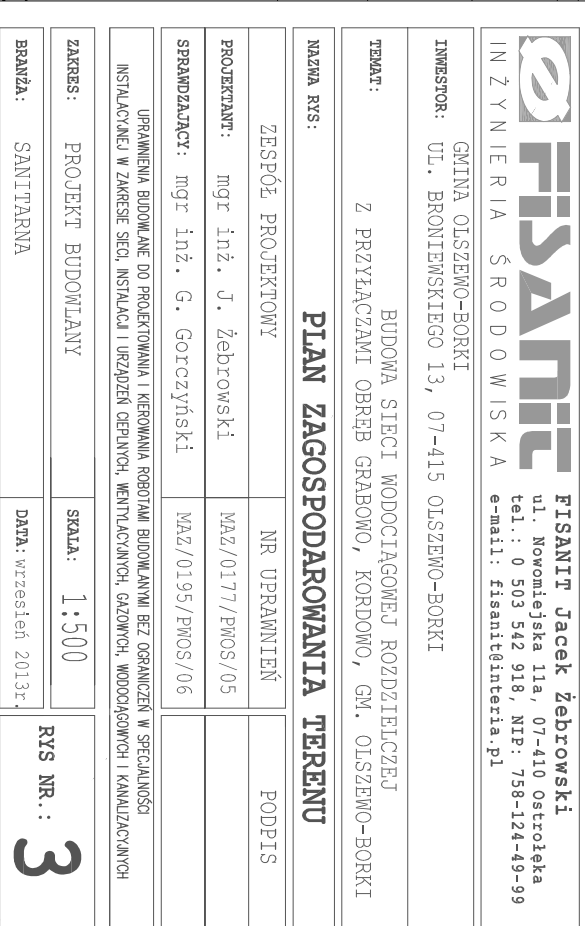 FiSANiT
INŻYNIERIA ŚRODOWISKA
FISANIT Jacek Żebrowski
ul. Nowomiejska 11a, 07-410 Ostrołęka
tel.: 0 503 542 918, NIP: 758-124-49-99
e-mail: fisanit@interia.pl
INWESTOR: GMINA OLSZEWO-BORKI
UL. BRONIEWSKIEGO 13, 07-415 OLSZEWO-BORKI
TEMAT: BUDOWA SIECI WODOCIĄGOWEJ ROZDZIELCZEJ
Z PRZYŁĄCZAMI OBRĘB GRABOWO, KORDOWO, GM. OLSZEWO-BORKI
NAZWA RYS: PLAN ZAGOSPODAROWANIA TERENU
ZESPÓŁ PROJEKTOWY NR UPRAWNIEŃ PODPIS
PROJEKTANT: mgr inż. J. Żebrowski MAZ/0177/PWOS/05
SPRAWDZAJĄCY: mgr inż. G. Gorczyński MAZ/0195/PWOS/06
UPRAWNIENIA BUDOWLANE DO PROJEKTOWANIA I KIEROWANIA ROBOTAMI BUDOWLANYMI BEZ OGRANICZEŃ W SPECJALNOŚCI
INSTALACYJNEJ W ZAKRESIE SIECI, INSTALACJI I URZĄDZEŃ CIEPLNYCH, WENTYLACYJNYCH, GAZOWYCH, WODOCIĄGOWYCH I KANALIZACYJNYCH
ZAKRES: PROJEKT BUDOWLANY SKALA: 1:500
BRANŻA: SANITARNA DATA: wrzesień 2013r.
RYS NR.: 3